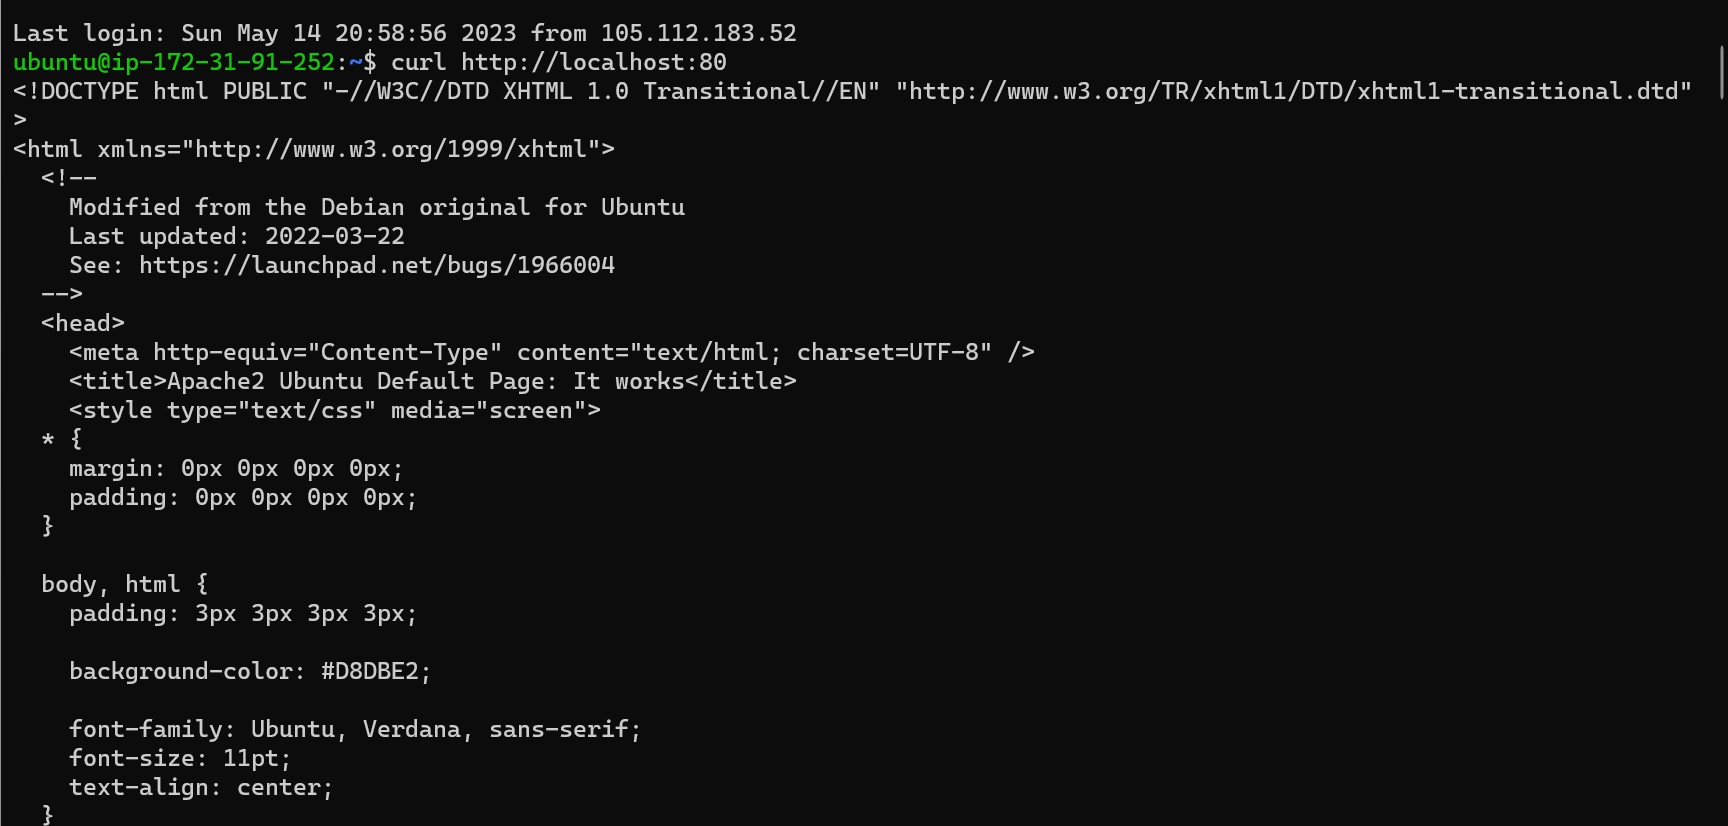 Last login: Sun May 14 20:58:56 2023 from 105.112.183.52
ubuntu@ip-172-31-91-252:~$ curl http://localhost:80
<!DOCTYPE html PUBLIC "-//W3C//DTD XHTML 1.0 Transitional//EN" "http://www.w3.org/TR/xhtml1/DTD/xhtml1-transitional.dtd"
>
<html xmlns="http://www.w3.org/1999/xhtml">
  <!--
    Modified from the Debian original for Ubuntu
    Last updated: 2022-03-22
    See: https://launchpad.net/bugs/1966004
  -->
  <head>
    <meta http-equiv="Content-Type" content="text/html; charset=UTF-8" />
    <title>Apache2 Ubuntu Default Page: It works</title>
    <style type="text/css" media="screen">
  * {
    margin: 0px 0px 0px 0px;
    padding: 0px 0px 0px 0px;
  }

  body, html {
    padding: 3px 3px 3px 3px;

    background-color: #D8DBE2;

    font-family: Ubuntu, Verdana, sans-serif;
    font-size: 11pt;
    text-align: center;
  }